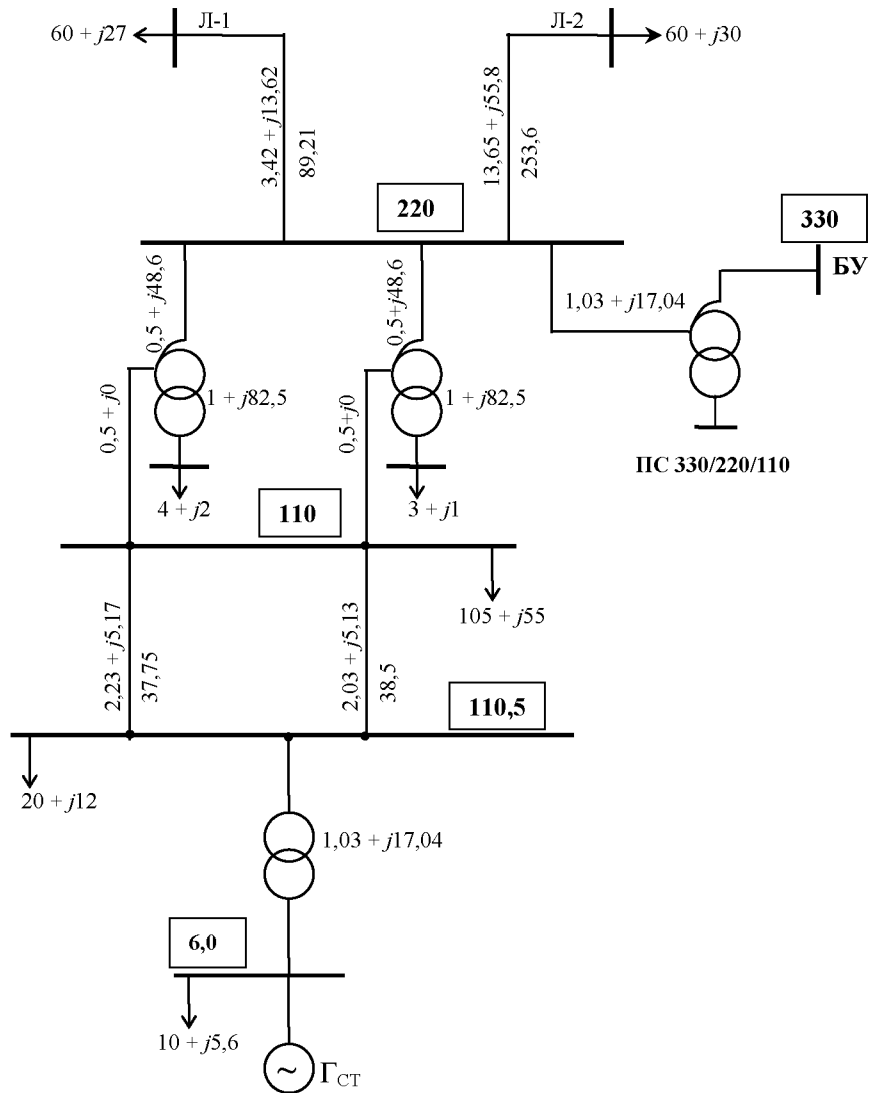 60 + j27
Л-1
Л-2
60 + j30
3,42 + j13,62
89,21
13,65 + j55,8
253,6
220
330
БУ
0,5 + j48,6
0,5+j48,6
1,03 + j17,04
0,5 + j0
1 + j82,5
0,5+j0
1 + j82,5
ПС 330/220/110
4 + j2
3 + j1
110
105 + j55
2,23 + j5,17
37,75
2,03 + j5,13
38,5
110,5
20 + j12
1,03 + j17,04
6,0
10 + j5,6
~
ГСТ